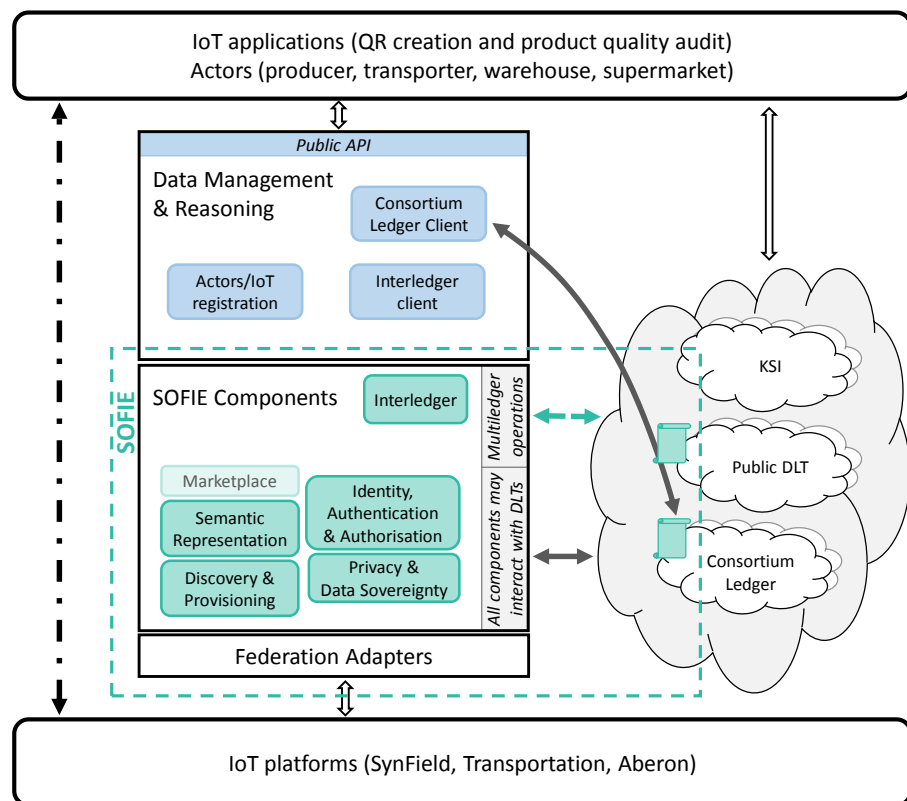 IoT applications (QR creation and product quality audit)
Actors (producer, transporter, warehouse, supermarket)
Public API
Data Management
& Reasoning
Consortium
Ledger Client
Actors/IoT
registration
Interledger
client
SOFIE
SOFIE Components
Interledger
Multiledger
operations
Marketplace
Semantic
Representation
Identity,
Authentication
& Authorisation
Discovery &
Provisioning
Privacy &
Data Sovereignty
All components may
interact with DLTs
Federation Adapters
KSI
Public DLT
Consortium
Ledger
IoT platforms (SynField, Transportation, Aberon)